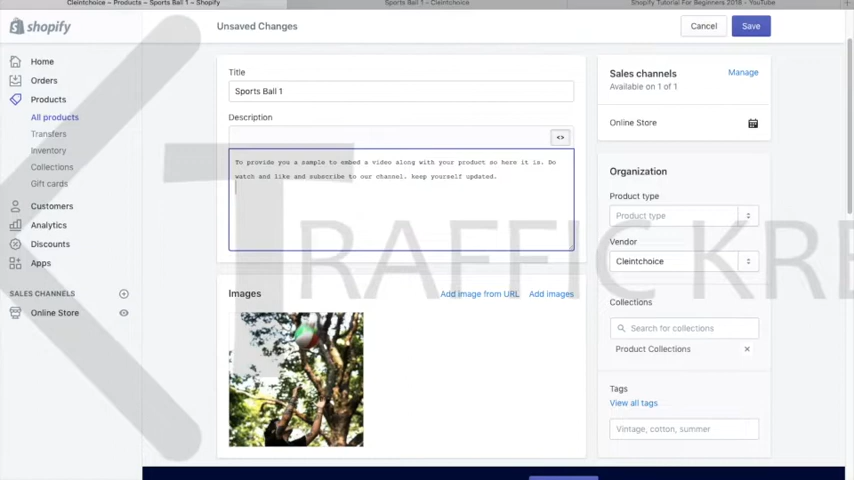 Cleintchoice ~ Products ~ Sports Ball 1 ~ Shopify
Sports Ball 1 – Cleintchoice
Shopify Tutorial For Beginners 2018 - YouTube
shopify
Unsaved Changes
Cancel
Save
Home
Orders
Products
All products
Transfers
Inventory
Collections
Gift cards
Customers
Analytics
Discounts
Apps
SALES CHANNELS
Online Store
Title
Sports Ball 1
Description
<>
To provide you a sample to embed a video along with your product so here it is. Do
watch and like and subscribe to our channel. keep yourself updated.
Images
Add image from URL
Add images
Sales channels
Manage
Available on 1 of 1
Online Store
Organization
Product type
Product type
Vendor
Cleintchoice
Collections
Search for collections
Product Collections
Tags
View all tags
Vintage, cotton, summer
TRAFFIC KRE